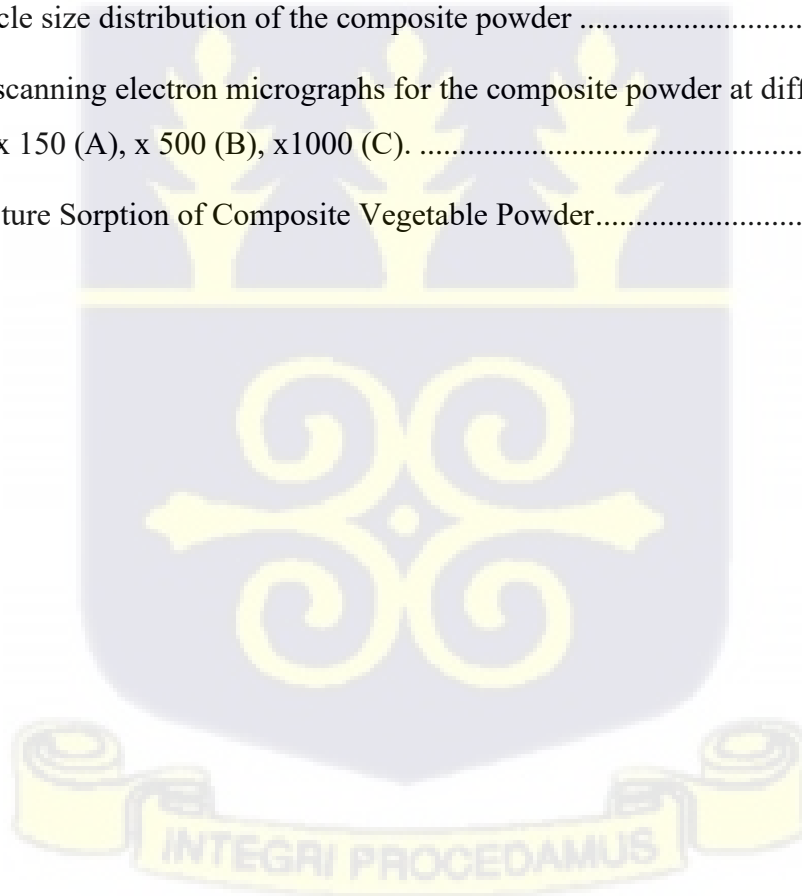 cle size distribution of the composite powder ........................
scanning electron micrographs for the composite powder at diff
x 150 (A), x 500 (B), x1000 (C). ..........................................
ture Sorption of Composite Vegetable Powder.......................
INTEGRI PROCEDAMUS